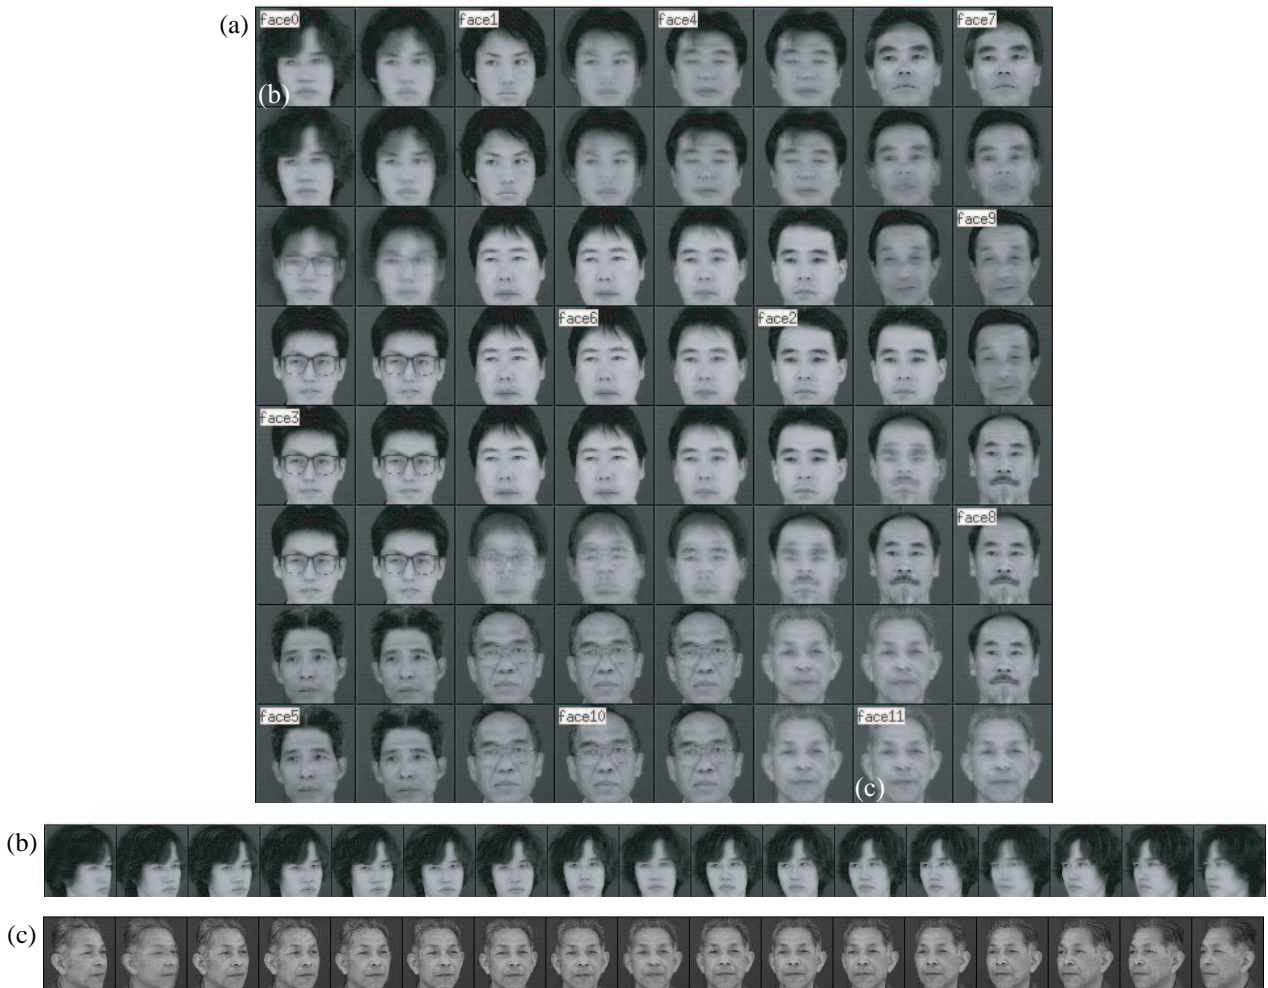 (a)
face0 face1 face4 face7
(b)
face9
face6 face2
face3
face8
face5 face10 face11
(c)
(b)
(c)